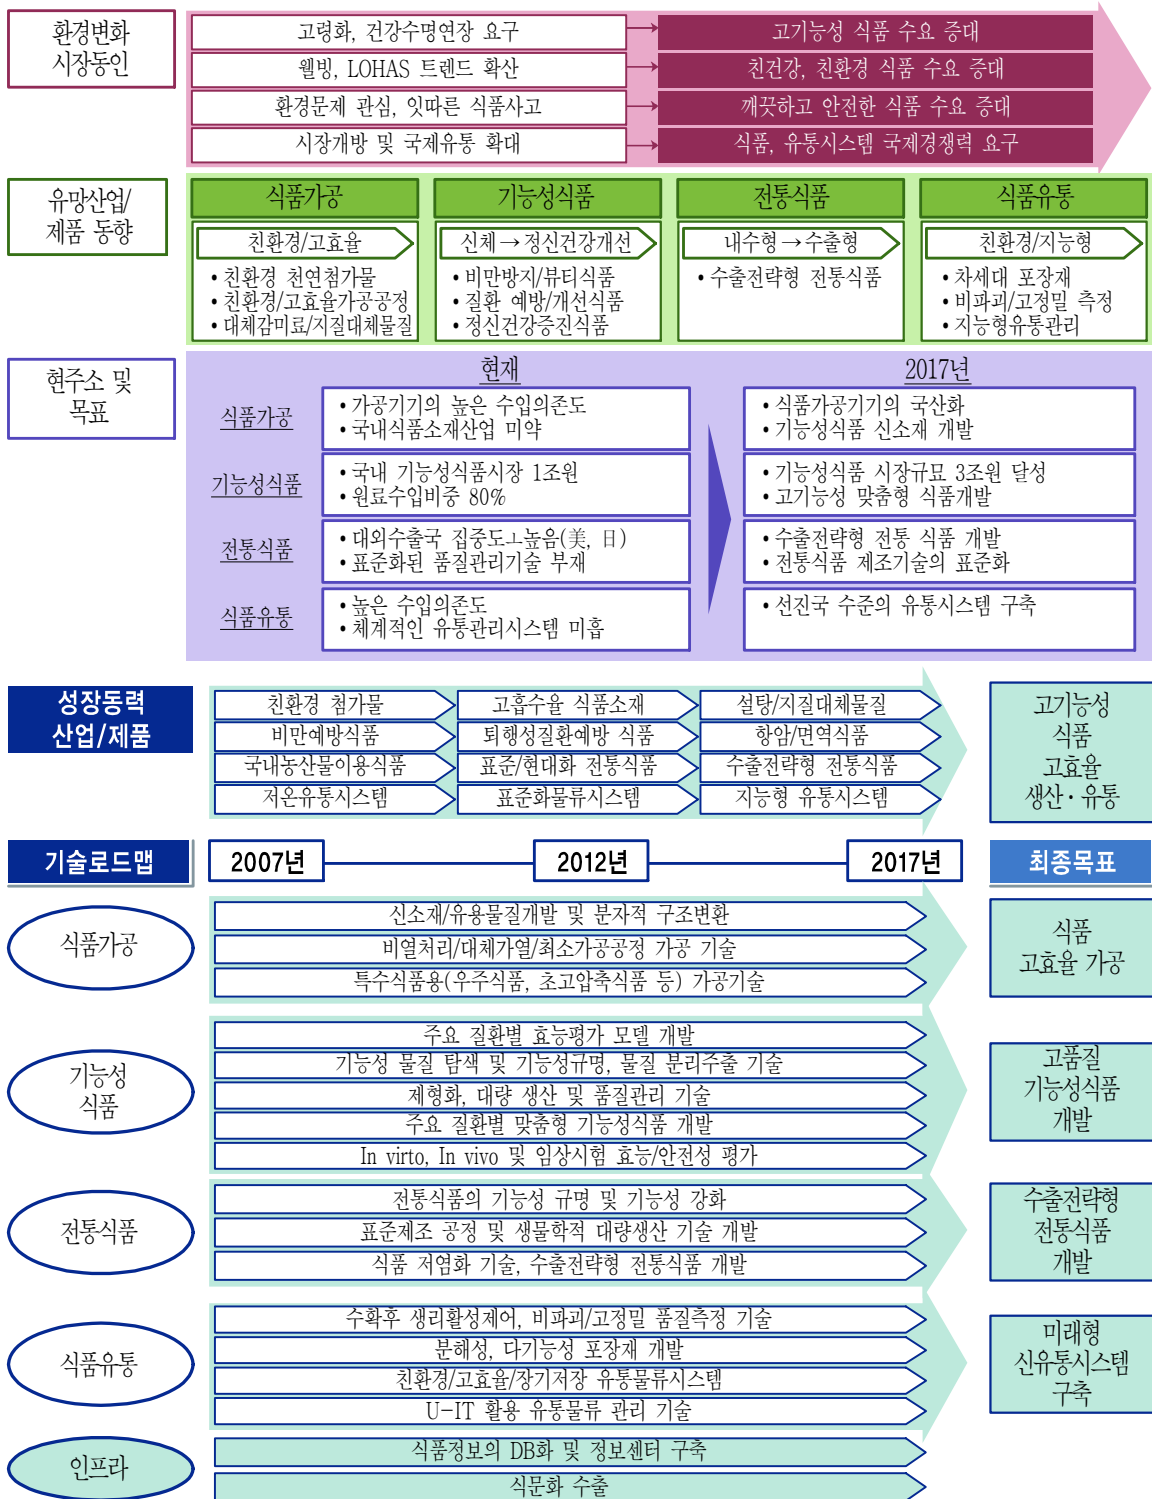 환경변화
시장동인
고령화, 건강수명연장 요구
고기능성 식품 수요 증대
웰빙, LOHAS 트렌드 확산
친건강, 친환경 식품 수요 증대
환경문제 관심, 잇따른 식품사고
깨끗하고 안전한 식품 수요 증대
시장개방 및 국제유통 확대
식품, 유통시스템 국제경쟁력 요구
유망산업/
제품 동향
식품가공
친환경/고효율
• 친환경 천연첨가물
• 친환경/고효율가공공정
• 대체감미료/지질대체물질
기능성식품
신체→정신건강개선
• 비만방지/뷰티식품
• 질환 예방/개선식품
• 정신건강증진식품
전통식품
내수형→수출형
• 수출전략형 전통식품
식품유통
친환경/지능형
• 차세대 포장재
• 비파괴/고정밀 측정
• 지능형유통관리
현주소 및
목표
현재
2017년
식품가공
• 가공기기의 높은 수입의존도
• 국내식품소재산업 미약
• 식품가공기기의 국산화
• 기능성식품 신소재 개발
기능성식품
• 국내 기능성식품시장 1조원
• 원료수입비중 80%
• 기능성식품 시장규묘 3조원 달성
• 고기능성 맞춤형 식품개발
전통식품
• 대외수출국 집중도ㅗ높음(美, 日)
• 표준화된 품질관리기술 부재
• 수출전략형 전통 식품 개발
• 전통식품 제조기술의 표준화
식품유통
• 높은 수입의존도
• 체계적인 유통관리시스템 미흡
• 선진국 수준의 유통시스템 구축
성장동력
산업/제품
친환경 첨가물
고흡수율 식품소재
설탕/지질대체물질
비만예방식품
퇴행성질환예방 식품
항암/면역식품
국내농산물이용식품
표준/현대화 전통식품
수출전략형 전통식품
저온유통시스템
표준화물류시스템
지능형 유통시스템
고기능성
식품
고효율
생산·유통
기술로드맵
2007년
2012년
2017년
최종목표
식품가공
신소재/유용물질개발 및 분자적 구조변환
비열처리/대체가열/최소가공공정 가공 기술
특수식품용(우주식품, 초고압축식품 등) 가공기술
식품
고효율 가공
기능성
식품
주요 질환별 효능평가 모델 개발
기능성 물질 탐색 및 기능성규명, 물질 분리추출 기술
제형화, 대량 생산 및 품질관리 기술
주요 질환별 맞춤형 기능성식품 개발
In virto, In vivo 및 임상시험 효능/안전성 평가
고품질
기능성식품
개발
전통식품
전통식품의 기능성 규명 및 기능성 강화
표준제조 공정 및 생물학적 대량생산 기술 개발
식품 저염화 기술, 수출전략형 전통식품 개발
수출전략형
전통식품
개발
식품유통
수확후 생리활성제어, 비파괴/고정밀 품질측정 기술
분해성, 다기능성 포장재 개발
친환경/고효율/장기저장 유통물류시스템
U-IT 활용 유통물류 관리 기술
미래형
신유통시스템
구축
인프라
식품정보의 DB화 및 정보센터 구축
식문화 수출